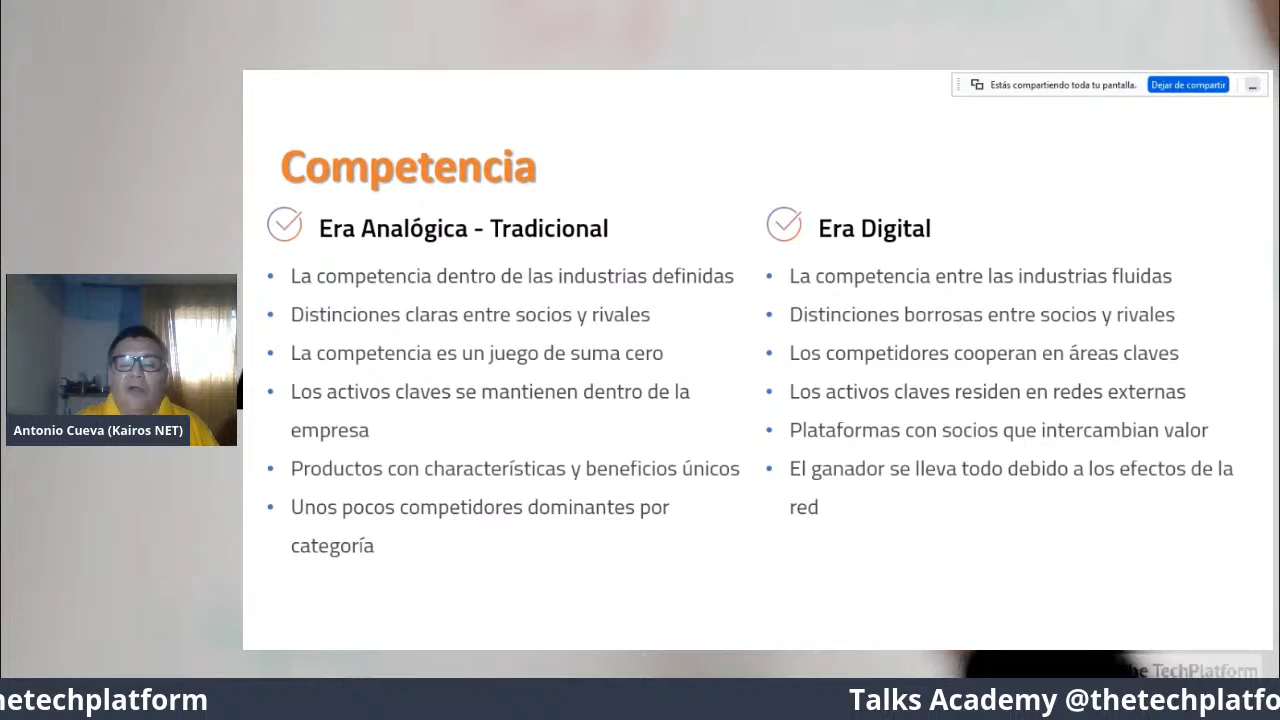 Estás compartiendo toda tu pantalla.
Dejar de compartir
Competencia
Era Analógica - Tradicional
• La competencia dentro de las industrias definidas
• Distinciones claras entre socios y rivales
• La competencia es un juego de suma cero
• Los activos claves se mantienen dentro de la
empresa
• Productos con characterísticas y beneficios únicos
• Unos pocos competidores dominantes por
categoría
Era Digital
• La competencia entre las industrias fluidas
• Distinciones borrosas entre socios y rivales
• Los competidores cooperan en áreas claves
• Los activos claves residen en redes externas
• Plataformas con socios que intercambian valor
• El ganador se lleva todo debido a los efectos de la
red
Antonio Cueva (Kairos NET)
he TechPlatform
hetechplatform
Talks Academy @thetechplatfo